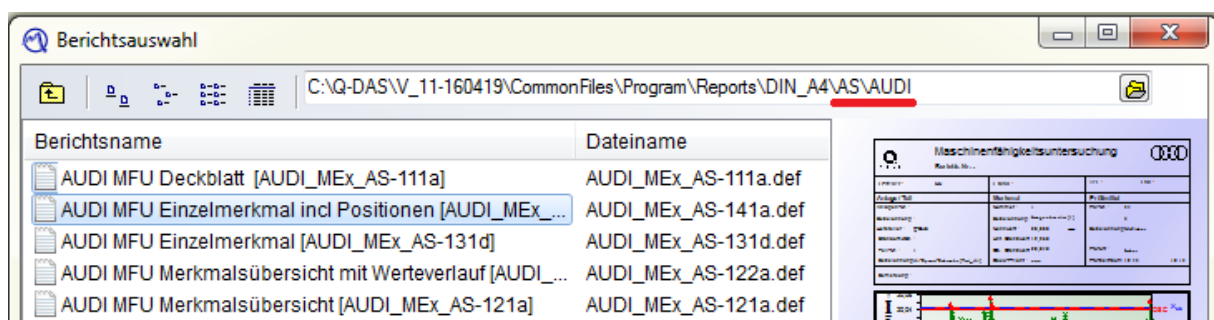 Berichtsauswahl
C:\Q-DAS\V_11-160419\CommonFiles\Program\Reports\DIN_A4\AS\AUDI
Berichtsname Dateiname
AUDI MFU Deckblatt [AUDI_MEx_AS-111a] AUDI_MEx_AS-111a.def
AUDI MFU Einzelmerkmal incl Positionen [AUDI_MEx_... AUDI_MEx_AS-141a.def
AUDI MFU Einzelmerkmal [AUDI_MEx_AS-131d] AUDI_MEx_AS-131d.def
AUDI MFU Merkmalsübersicht mit Werteverlauf [AUDI_... AUDI_MEx_AS-122a.def
AUDI MFU Merkmalsübersicht [AUDI_MEx_AS-121a] AUDI_MEx_AS-121a.def
Maschinenfähigkeitsuntersuchung